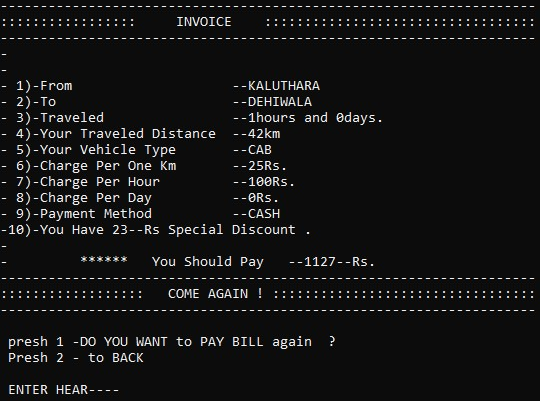 --------------------------------------------------------------------
:::::::::::::::::     INVOICE    ::::::::::::::::::::::::::::::::::
--------------------------------------------------------------------
-
-
- 1)-From                    --KALUTHARA
- 2)-To                      --DEHIWALA
- 3)-Traveled                --1hours and 0days.
- 4)-Your Traveled Distance  --42km
- 5)-Your Vehicle Type       --CAB
- 6)-Charge Per One Km       --25Rs.
- 7)-Charge Per Hour         --100Rs.
- 8)-Charge Per Day          --0Rs.
- 9)-Payment Method          --CASH
-10)-You Have 23--Rs Special Discount .
-
-         ******   You Should Pay   --1127--Rs.
--------------------------------------------------------------------
::::::::::::::::::   COME AGAIN ! :::::::::::::::::::::::::::::::::
--------------------------------------------------------------------
presh 1 -DO YOU WANT to PAY BILL again  ?
Presh 2 - to BACK
ENTER HEAR----